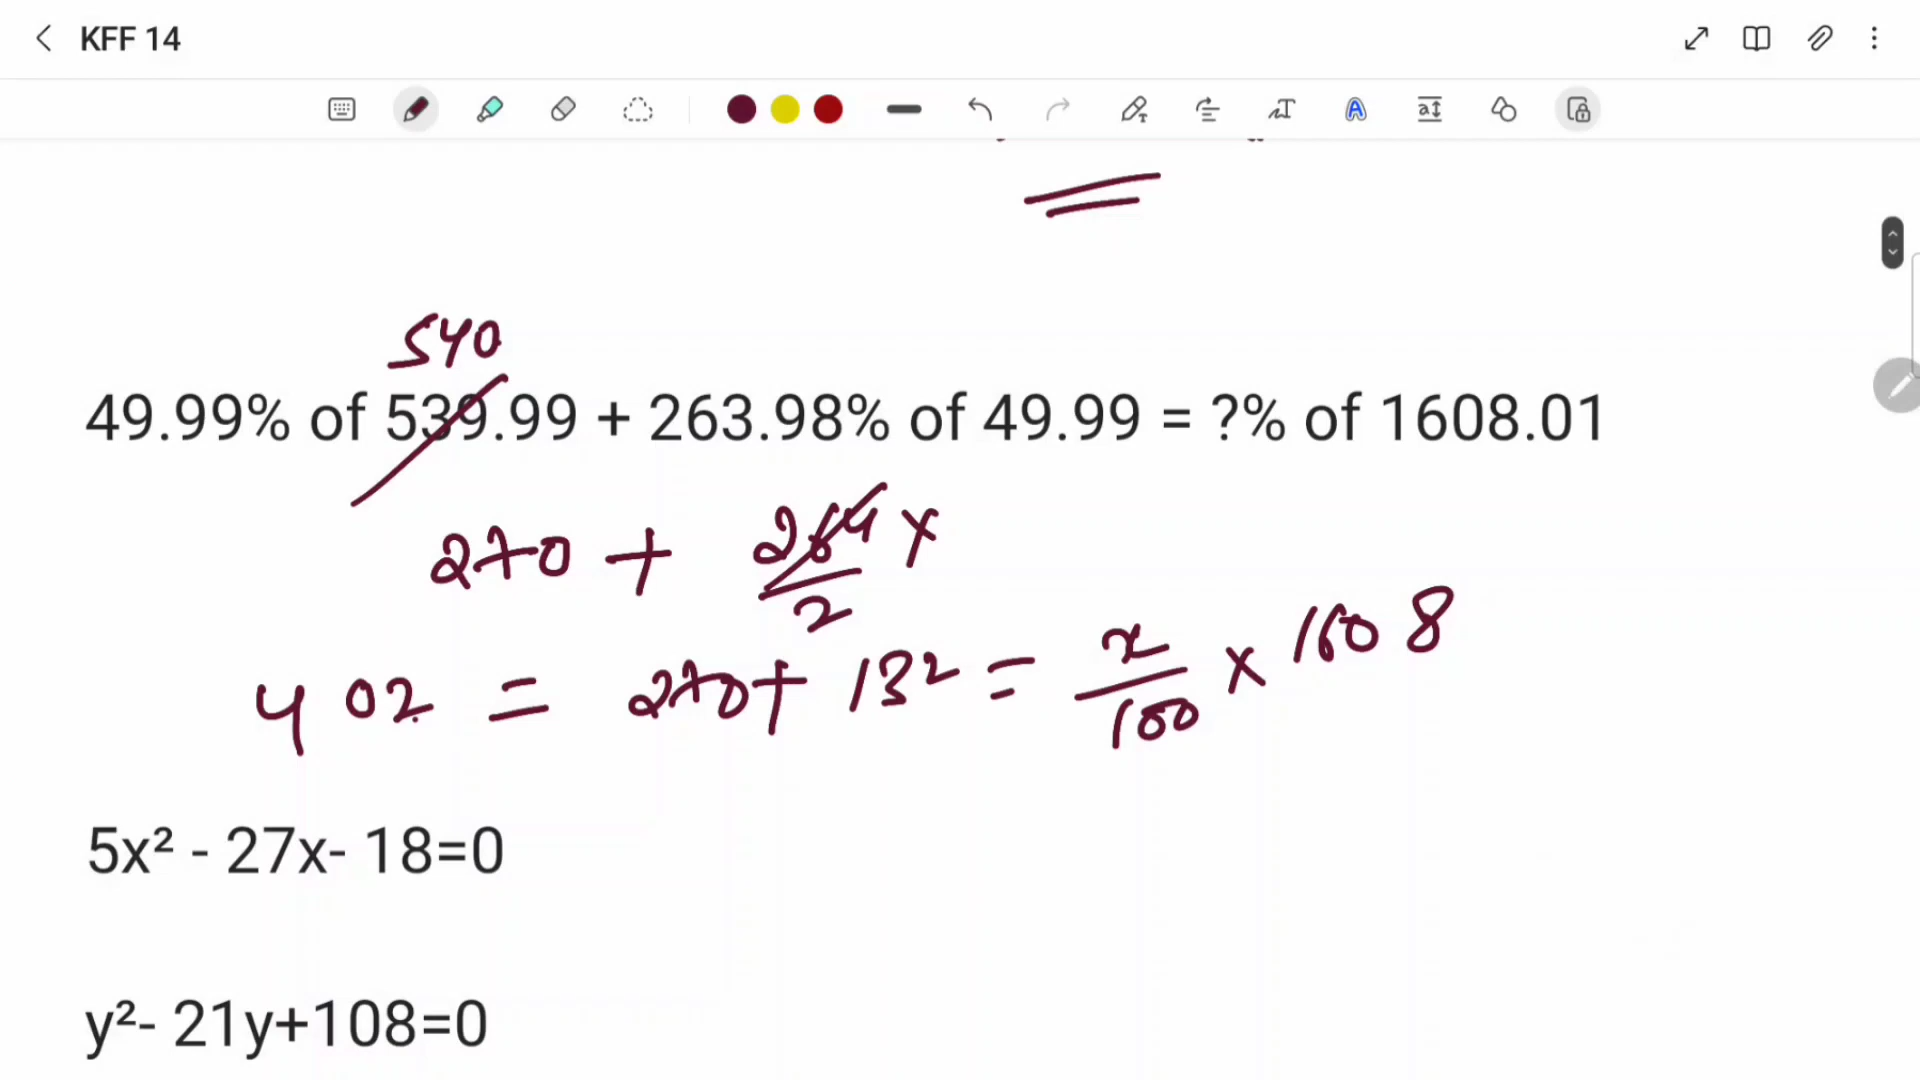 KFF 14
540
49.99% of 539.99 + 263.98% of 49.99 = ?% of 1608.01
270 + 264/2 x
402 = 270+ 132 = x/100 x 1608
5x² - 27x- 18=0
y²- 21y+108=0